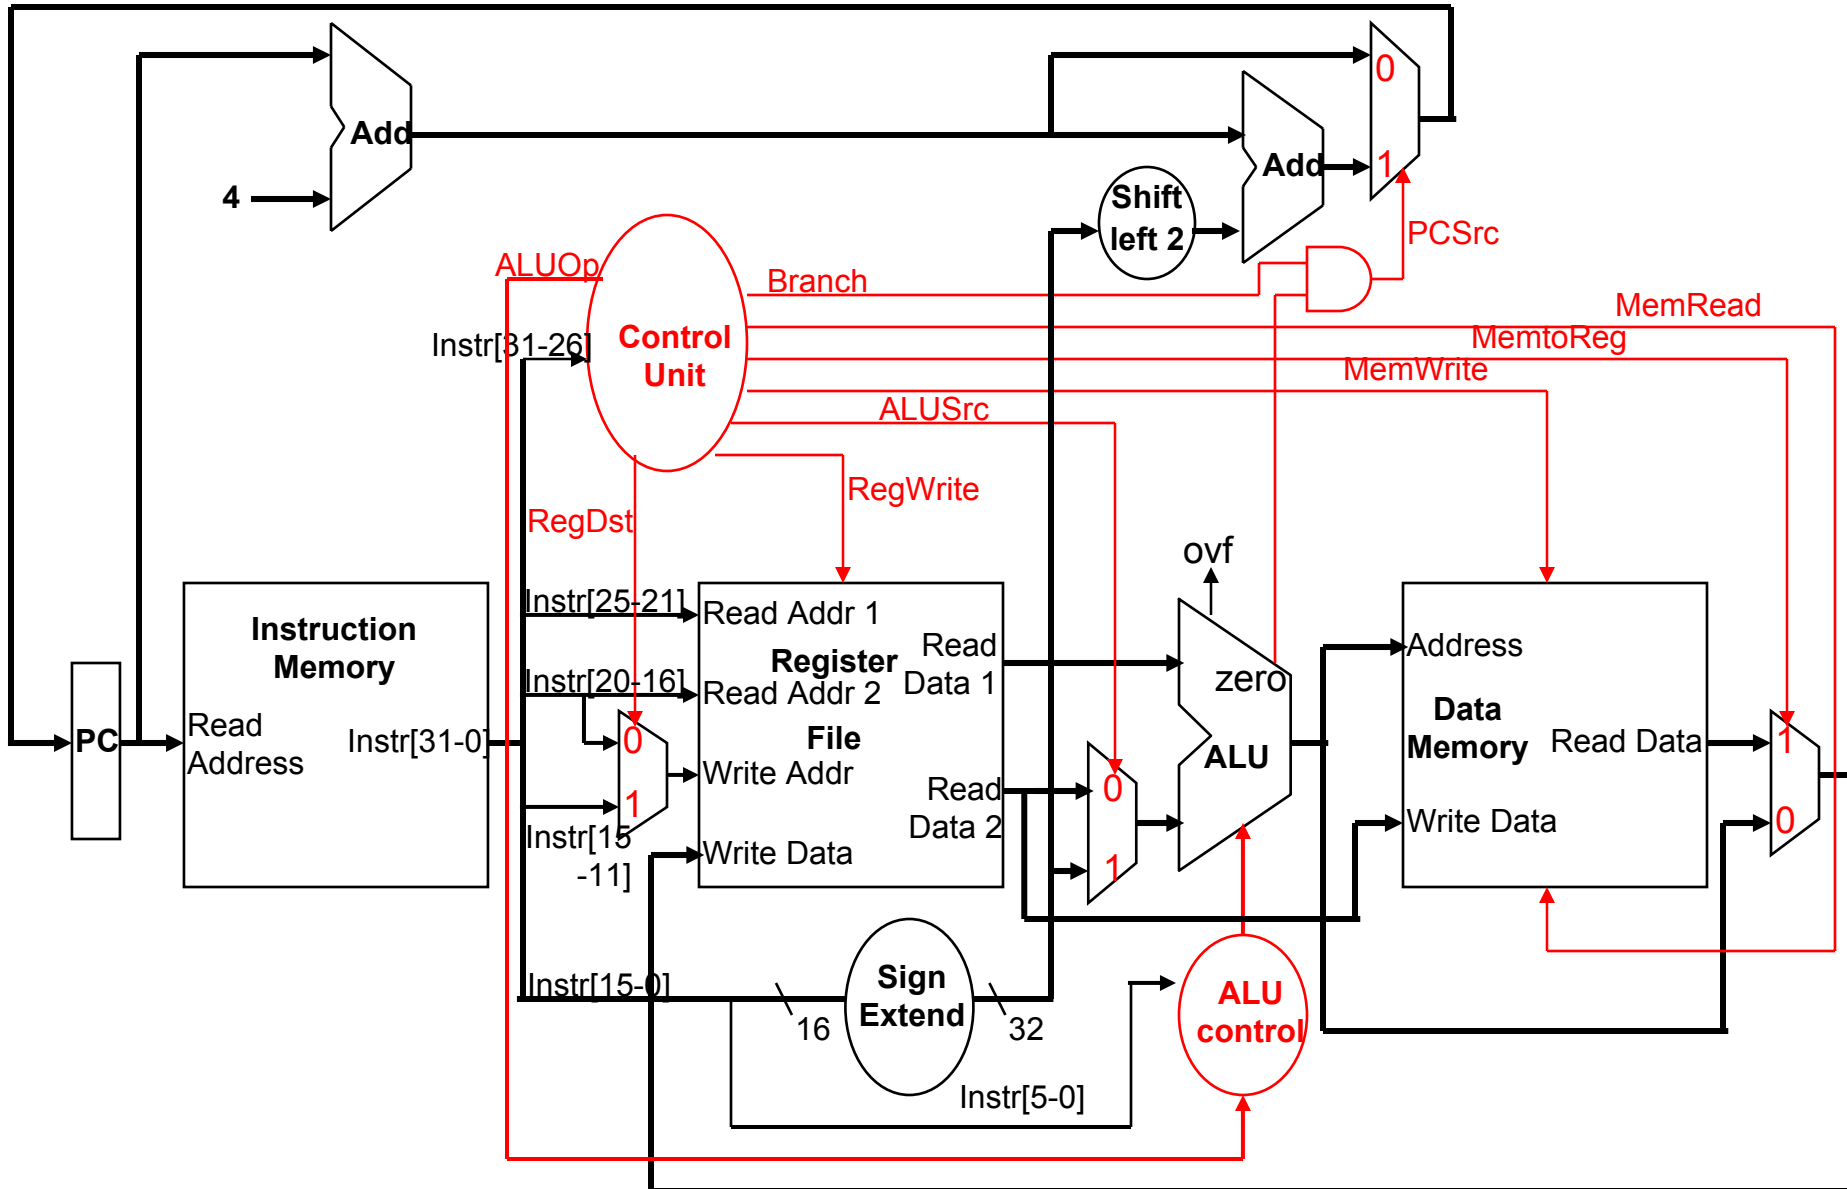 0
Add
Add
1
4
Shift
left 2
PCSrc
ALUOp
Branch
MemRead
Instr[31-26]
Control
Unit
MemtoReg
MemWrite
ALUSrc
RegWrite
RegDst
ovf
Instr[25-21]
Read Addr 1
Instruction
Memory
Register
Read
Data 1
Address
Instr[20-16]
Read Addr 2
zero
Data
Memory
PC
Read
Address
Instr[31-0]
0
File
Read Data
1
ALU
Write Addr
1
Read
Data 2
0
Write Data
0
Instr[15
-11]
Write Data
1
Instr[15-0]
16
Sign
Extend
32
ALU
control
Instr[5-0]